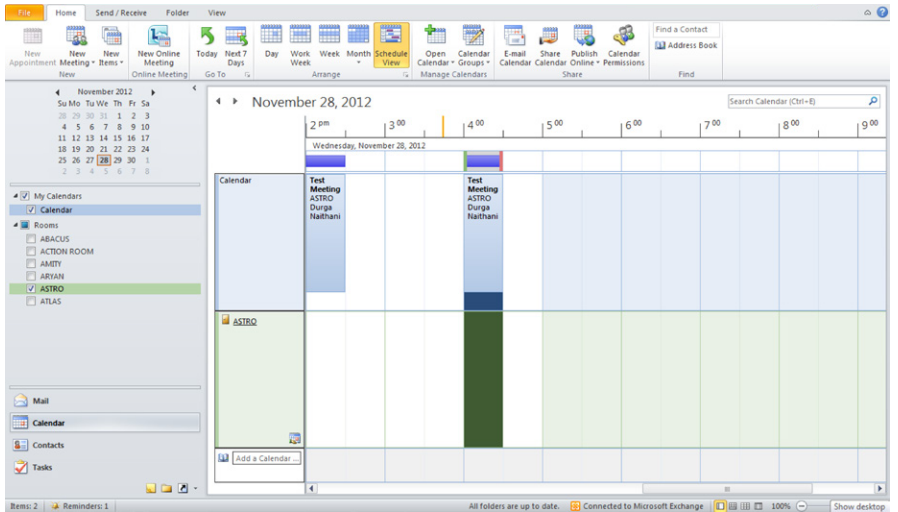 File Home Send / Receive Folder View
New Appointment New Meeting New Items New Online Meeting Today Next 7 Days Day Work Week Week Month Schedule View Open Calendar Calendar Groups E-mail Calendar Share Calendar Publish Online Calendar Permissions Find a Contact
Address Book
New Online Meeting Go To Arrange Manage Calendars Share Find
November 2012
Su Mo Tu We Th Fr Sa
28 29 30 31 1 2 3
4 5 6 7 8 9 10
11 12 13 14 15 16 17
18 19 20 21 22 23 24
25 26 27 28 29 30 1
2 3 4 5 6 7 8
My Calendars
Calendar
Rooms
ABACUS
ACTION ROOM
AMITY
ARYAN
ASTRO
ATLAS
Mail
Calendar
Contacts
Tasks
November 28, 2012
Search Calendar (Ctrl+E)
2 pm 3 00 4 00 5 00 6 00 7 00 8 00 9 00
Wednesday, November 28, 2012
Calendar
Test
Meeting
ASTRO
Durga
Naithani
Test
Meeting
ASTRO
Durga
Naithani
ASTRO
Add a Calendar ...
Items: 2 Reminders: 1 All folders are up to date. Connected to Microsoft Exchange 100% Show desktop